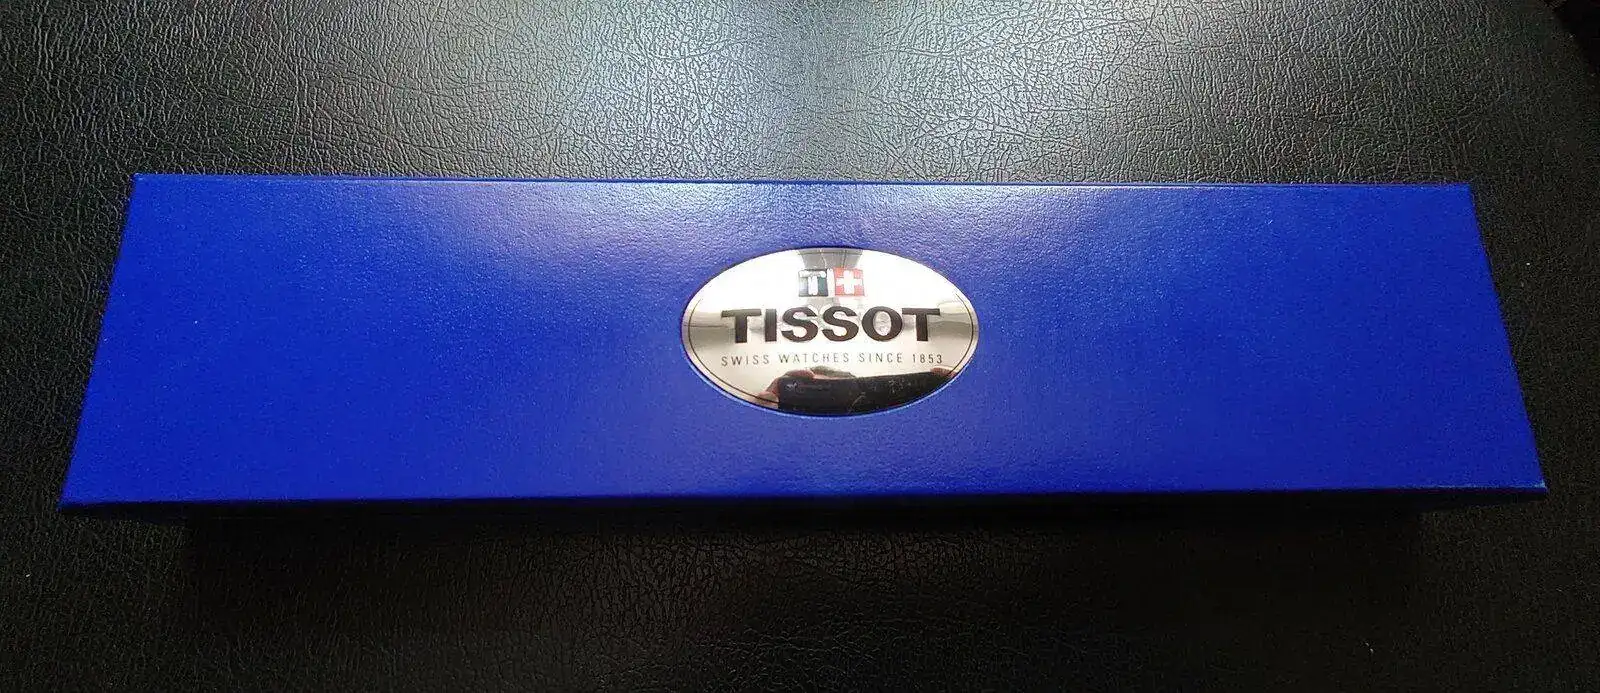 T
TISSOT
SWISS WATCHES SINCE 1853